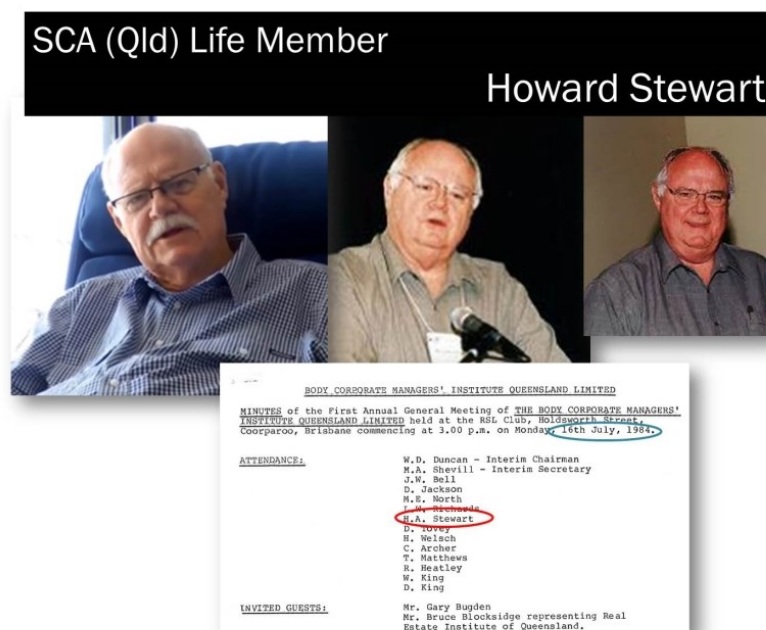 SCA (Qld) Life Member
Howard Stewart
BODY CORPORATE MANAGERS' INSTITUTE QUEENSLAND LIMITED
MINUTES of the First Annual General Meeting of THE BODY CORPORATE MANAGERS'
INSTITUTE QUEENSLAND LIMITED held at the RSL Club, Holdsworth Street,
Coorparoo, Brisbane commencing at 3.00 p.m. on Monday, 16th July, 1984.
ATTENDANCE: W.D. Duncan - Interim Chairman
M.A. Shevill - Interim Secretary
J.W. Bell
D. Jackson
M.E. North
Richards
H.A. Stewart
D. Tovey
H. Welsch
C. Archer
T. Matthews
R. Heatley
W. King
D. King
INVITED GUESTS: Mr. Gary Bugden
Mr. Bruce Blocksidge representing Real
Estate Institute of Queensland.